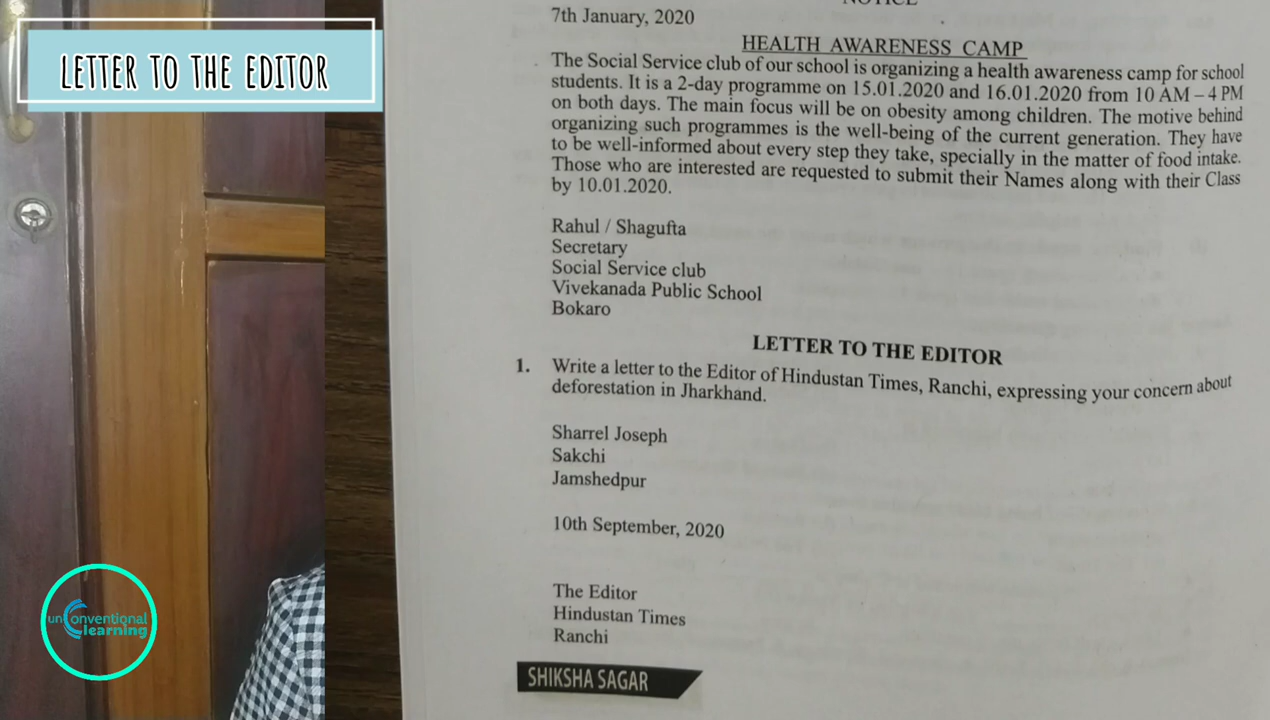 LETTER TO THE EDITOR
NOTICE
7th January, 2020
HEALTH AWARENESS CAMP
The Social Service club of our school is organizing a health awareness camp for school
students. It is a 2-day programme on 15.01.2020 and 16.01.2020 from 10 AM – 4 PM
on both days. The main focus will be on obesity among children. The motive behind
organizing such programmes is the well-being of the current generation. They have
to be well-informed about every step they take, specially in the matter of food intake.
Those who are interested are requested to submit their Names along with their Class
by 10.01.2020.
Rahul / Shagufta
Secretary
Social Service club
Vivekanada Public School
Bokaro
LETTER TO THE EDITOR
1. Write a letter to the Editor of Hindustan Times, Ranchi, expressing your concern about
deforestation in Jharkhand.
Sharrel Joseph
Sakchi
Jamshedpur
10th September, 2020
The Editor
Hindustan Times
Ranchi
SHIKSHA SAGAR
unConventional
learning